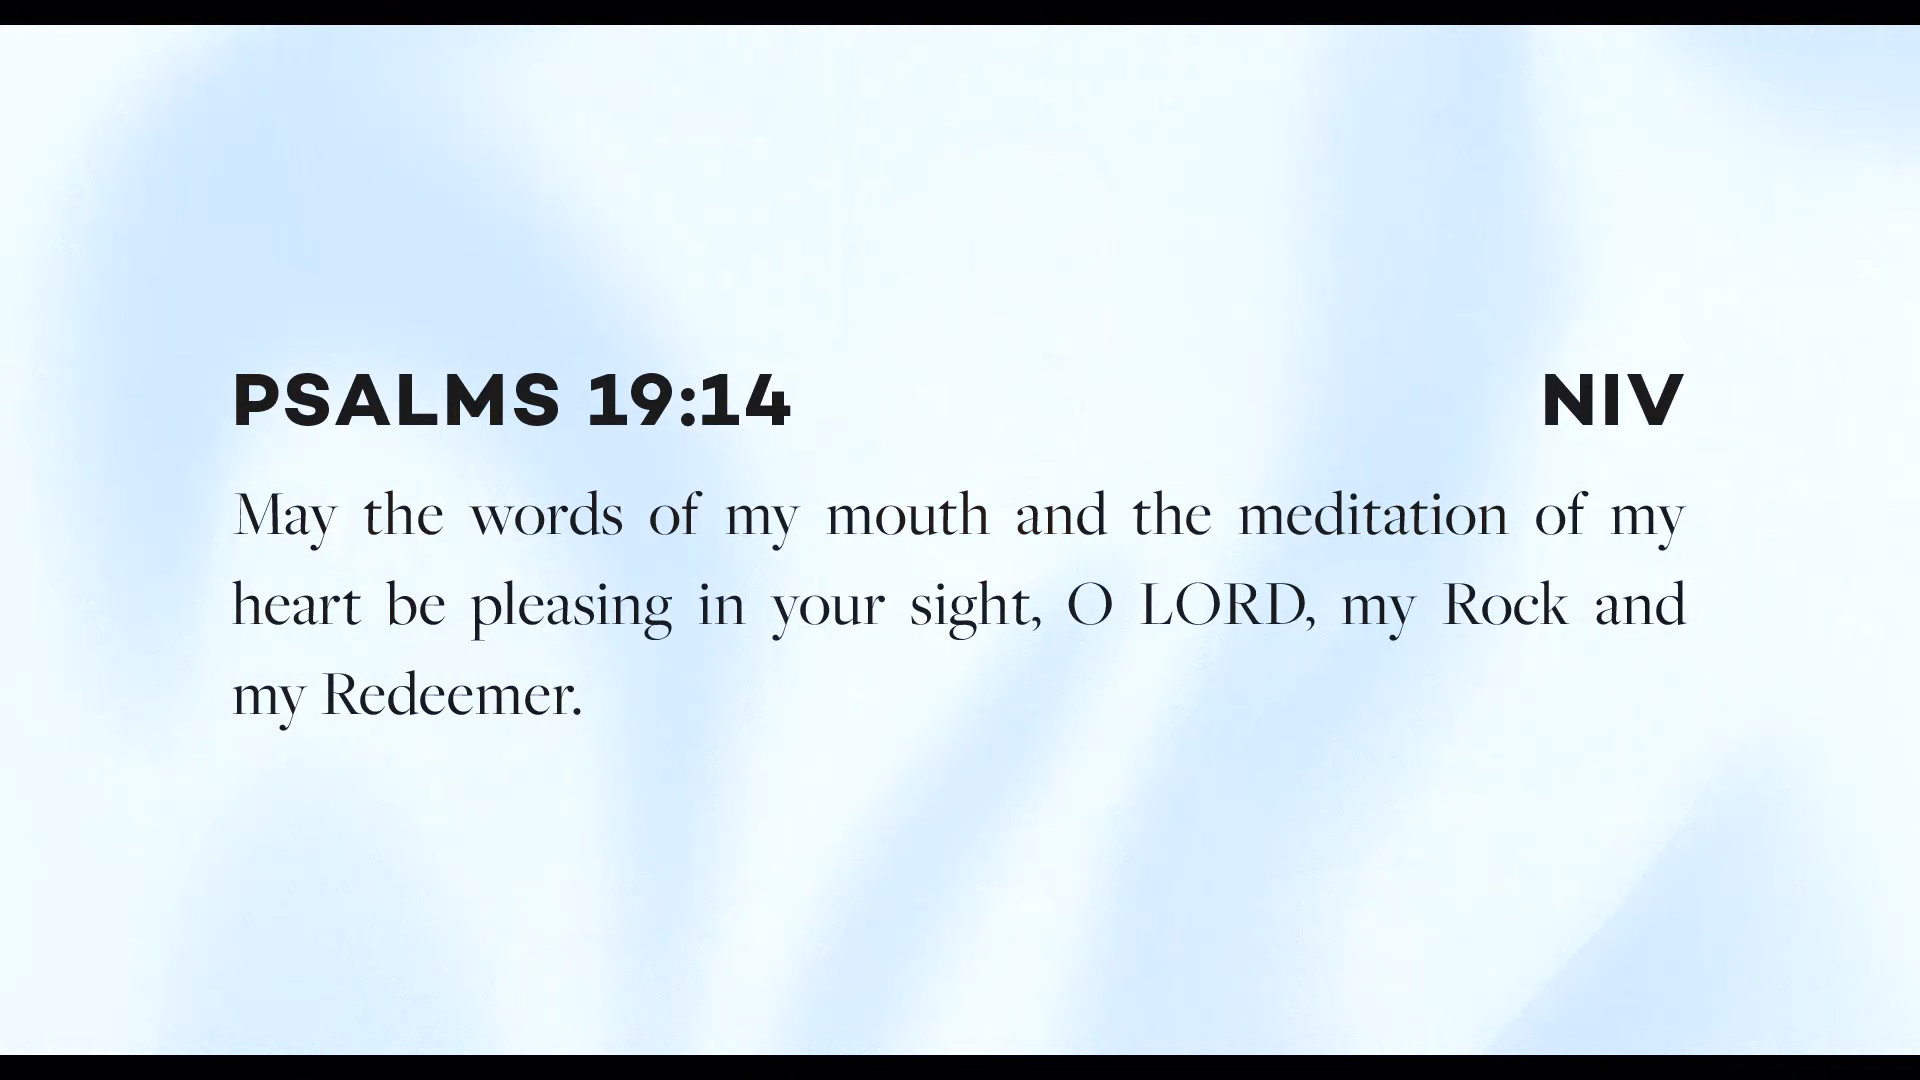 PSALMS 19:14 NIV
May the words of my mouth and the meditation of my
heart be pleasing in your sight, O LORD, my Rock and
my Redeemer.